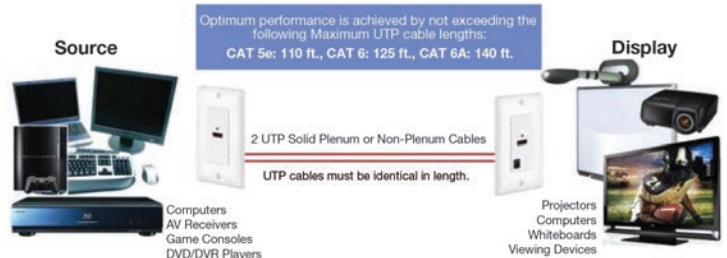 Optimum performance is achieved by not exceeding the
following Maximum UTP cable lengths:
CAT 5e: 110 ft., CAT 6: 125 ft., CAT 6A: 140 ft.
Source
Display
2 UTP Solid Plenum or Non-Plenum Cables
UTP cables must be identical in length.
Computers
AV Receivers
Game Consoles
DVD/DVR Players
Projectors
Computers
Whiteboards
Viewing Devices